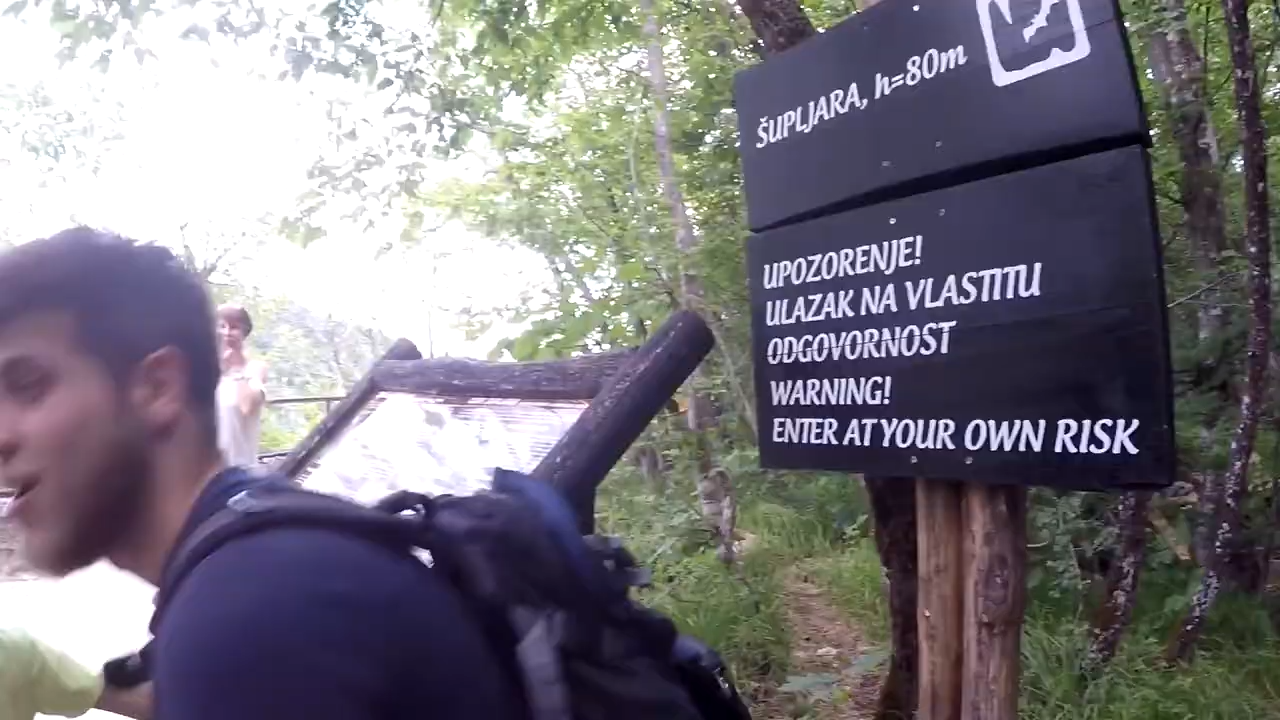 ŠUPLJARA, h=80m
UPOZORENJE!
ULAZAK NA VLASTITU
ODGOVORNOST
WARNING!
ENTER AT YOUR OWN RISK